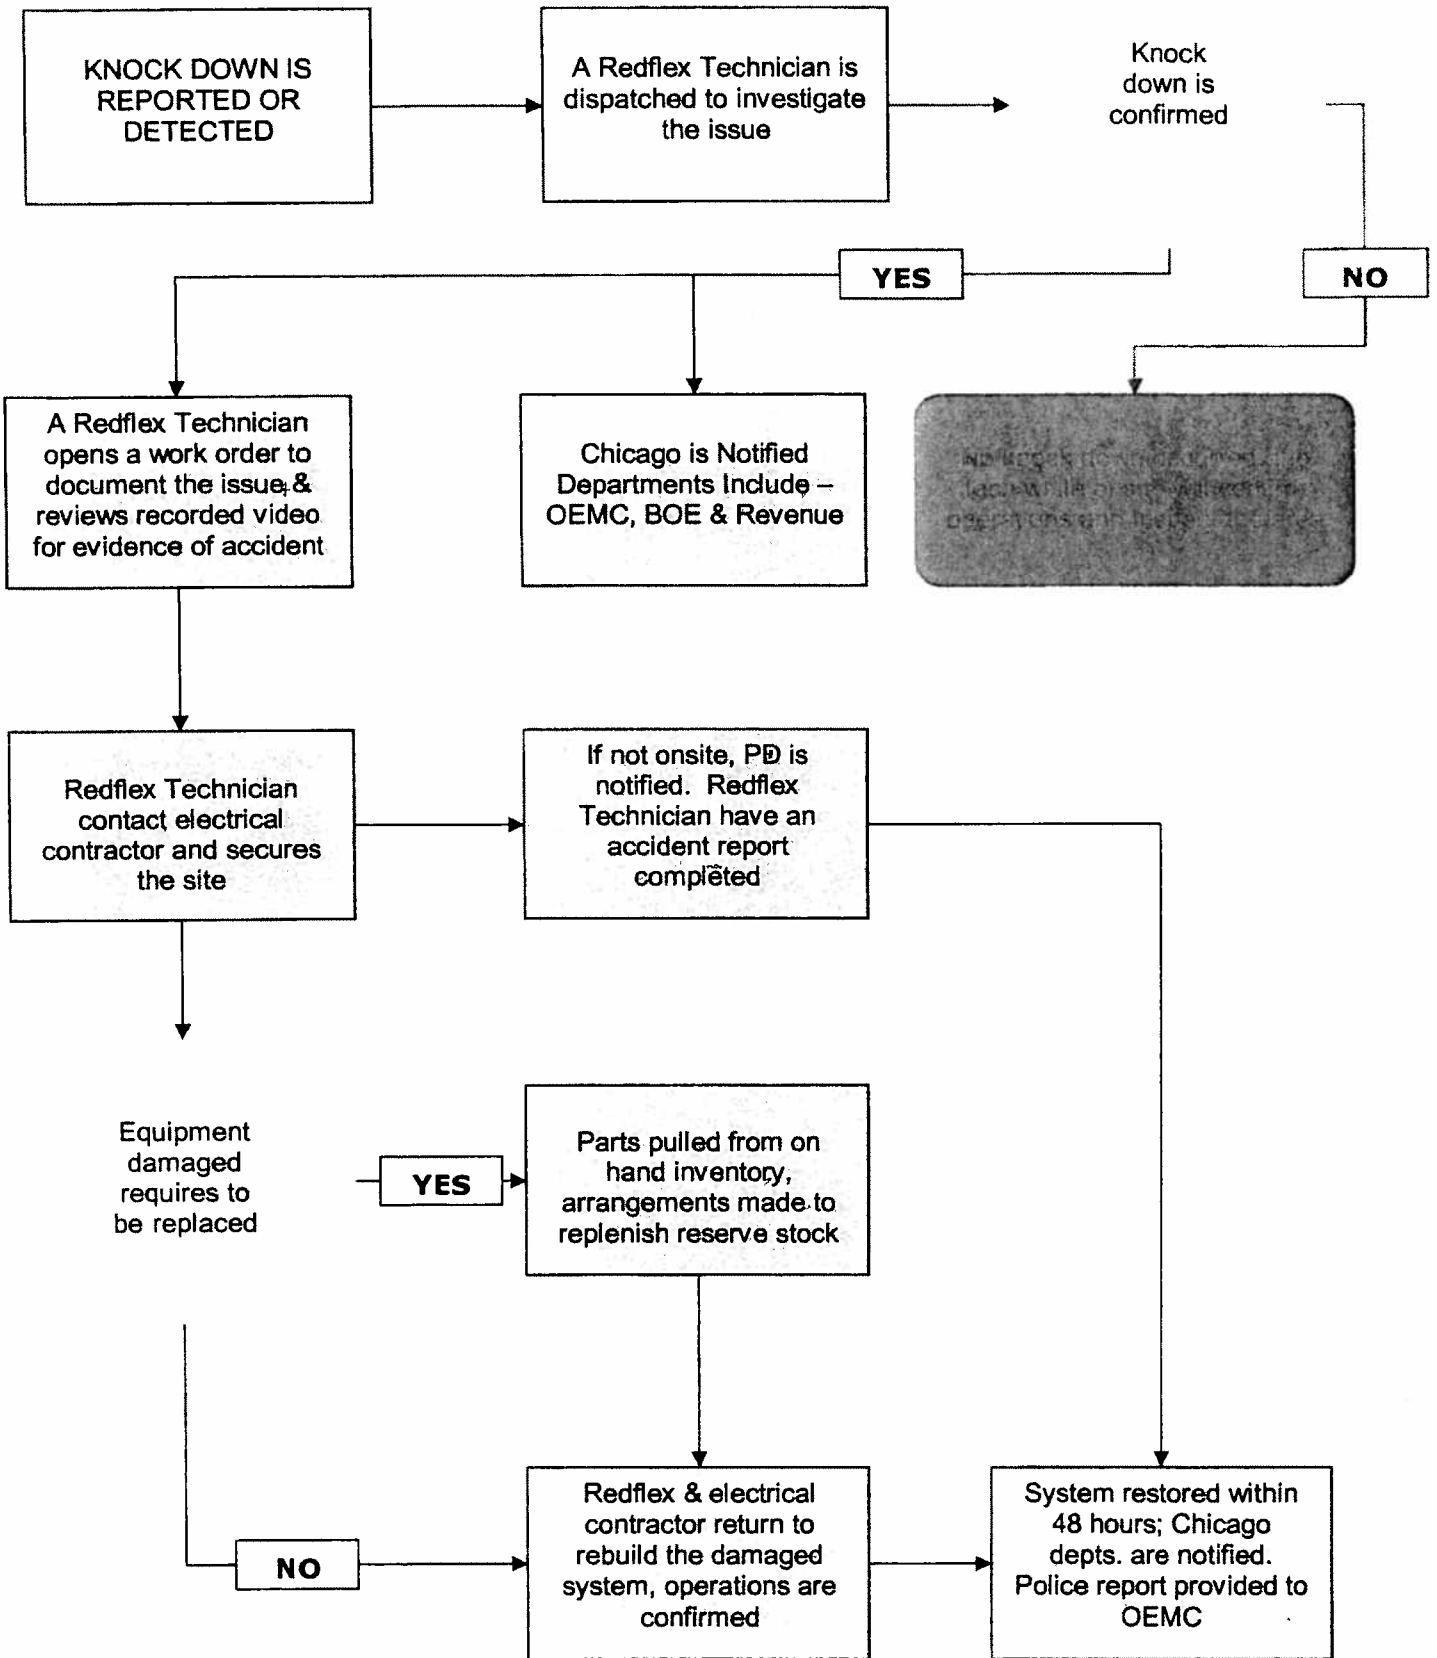 KNOCK DOWN IS
REPORTED OR
DETECTED
A Redflex Technician is
dispatched to investigate
the issue
Knock
down is
confirmed
YES
NO
A Redflex Technician
opens a work order to
document the issue, &
reviews recorded video
for evidence of accident
Chicago is Notified
Departments Include –
OEMC, BOE & Revenue
Redflex Technician
contact electrical
contractor and secures
the site
If not onsite, PD is
notified. Redflex
Technician have an
accident report
completed
Equipment
damaged
requires to
be replaced
YES
Parts pulled from on
hand inventory,
arrangements made to
replenish reserve stock
NO
Redflex & electrical
contractor return to
rebuild the damaged
system, operations are
confirmed
System restored within
48 hours; Chicago
depts. are notified.
Police report provided to
OEMC